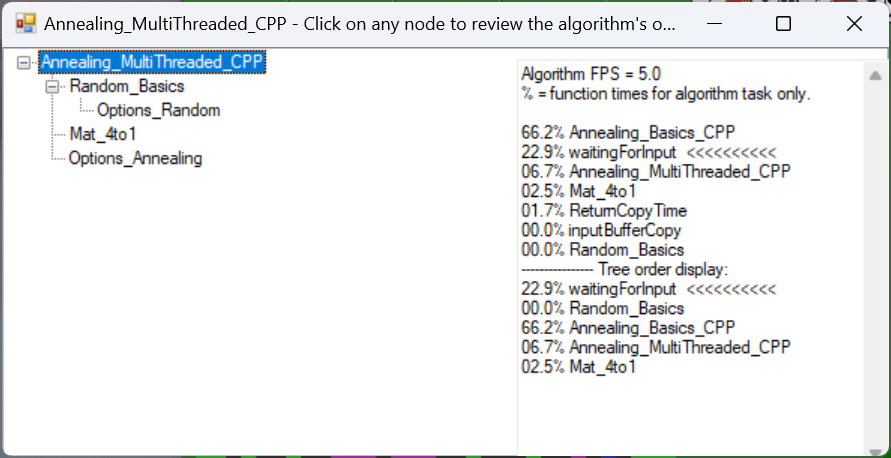 Annealing_MultiThreaded_CPP - Click on any node to review the algorithm's o...
Annealing_MultiThreaded_CPP
Random_Basics
Options_Random
Mat_4to1
Options_Annealing
Algorithm FPS = 5.0
% = function times for algorithm task only.
66.2% Annealing_Basics_CPP
22.9% waitingForInput <<<<<<<<<<
06.7% Annealing_MultiThreaded_CPP
02.5% Mat_4to1
01.7% ReturnCopyTime
00.0% inputBufferCopy
00.0% Random_Basics
---------------- Tree order display:
22.9% waitingForInput <<<<<<<<<<
00.0% Random_Basics
66.2% Annealing_Basics_CPP
06.7% Annealing_MultiThreaded_CPP
02.5% Mat_4to1